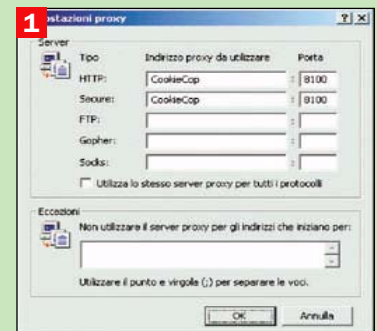 1
Impostazioni proxy
Server
Tipo Indirizzo proxy da utilizzare Porta
HTTP: CookieCop : 8100
Secure: CookieCop : 8100
FTP: :
Gopher: :
Socks: :
Utilizza lo stesso server proxy per tutti i protocolli
Eccezioni
Non utilizzare il server proxy per gli indirizzi che iniziano per:
Utilizzare il punto e virgola (;) per separare le voci.
OK Annulla